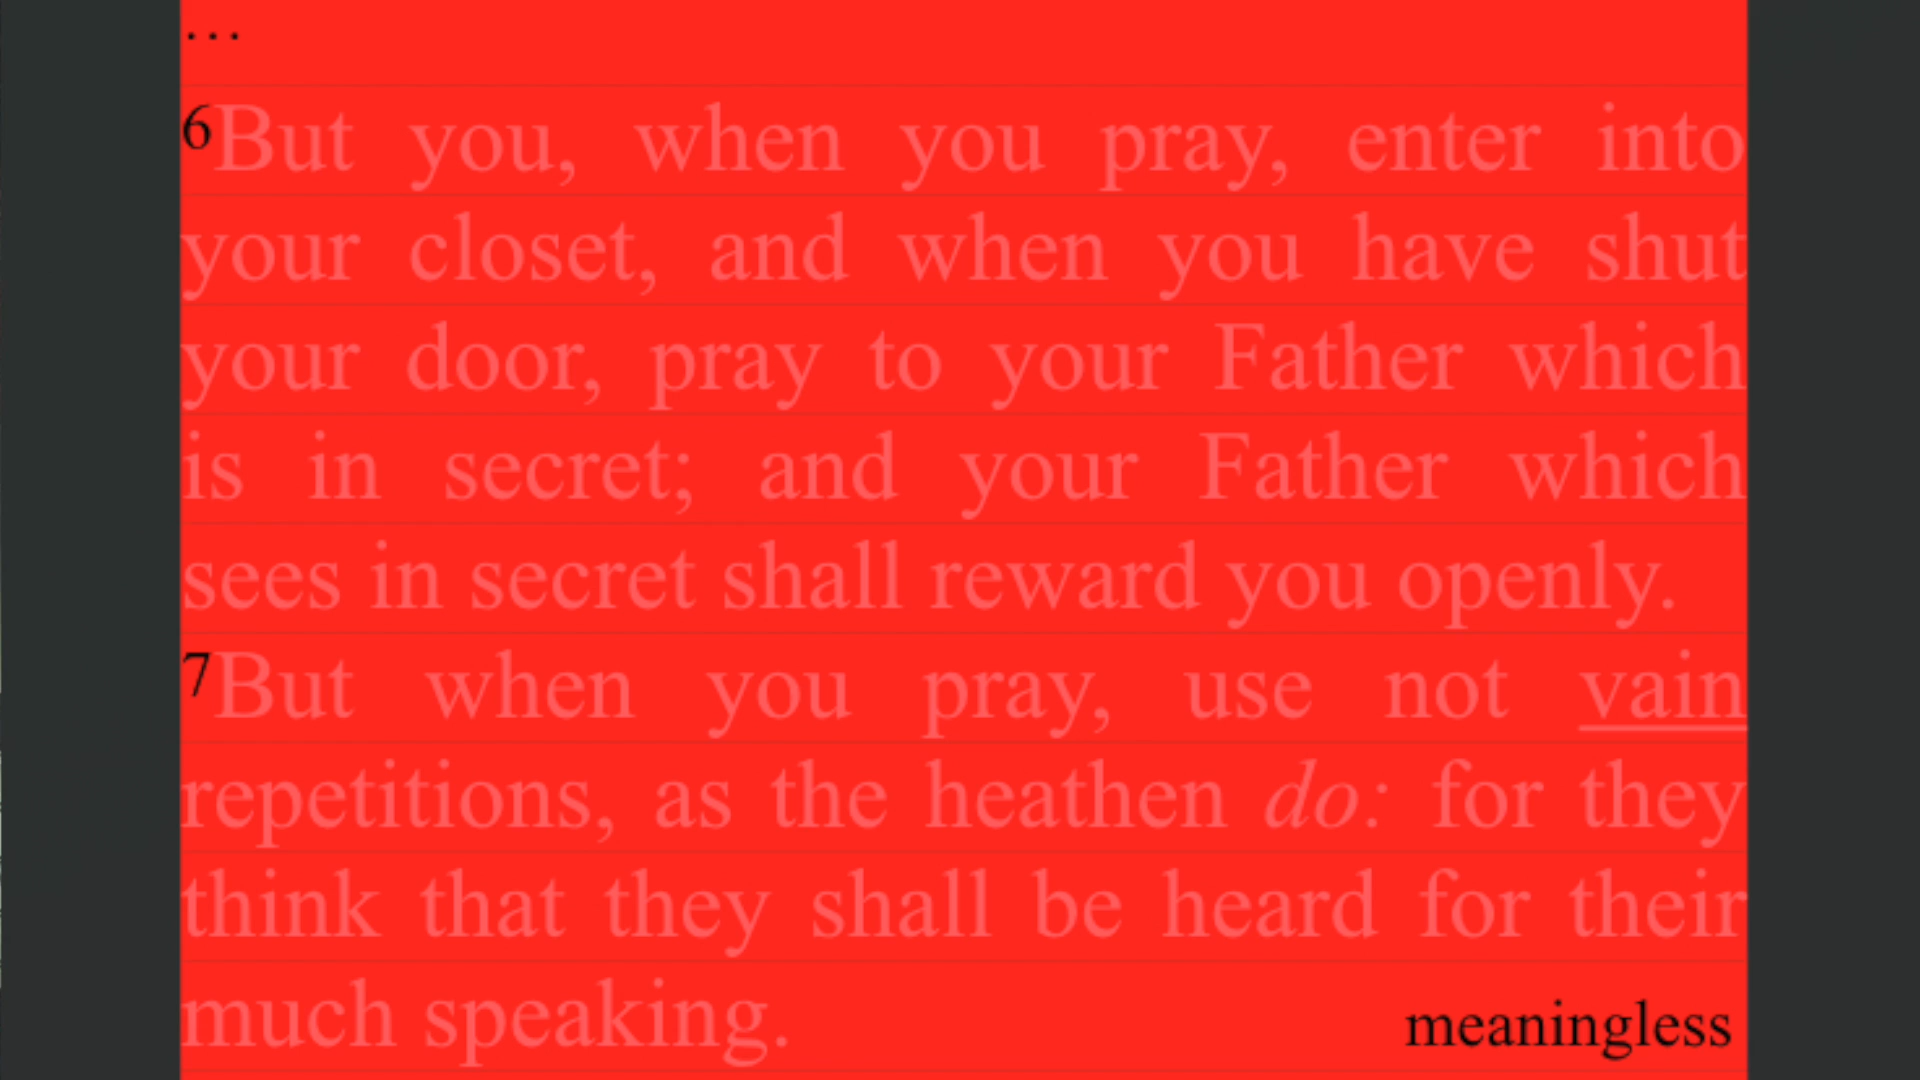 ...
6But you, when you pray, enter into
your closet, and when you have shut
your door, pray to your Father which
is in secret; and your Father which
sees in secret shall reward you openly.
7But when you pray, use not vain
repetitions, as the heathen do: for they
think that they shall be heard for their
much speaking.
meaningless